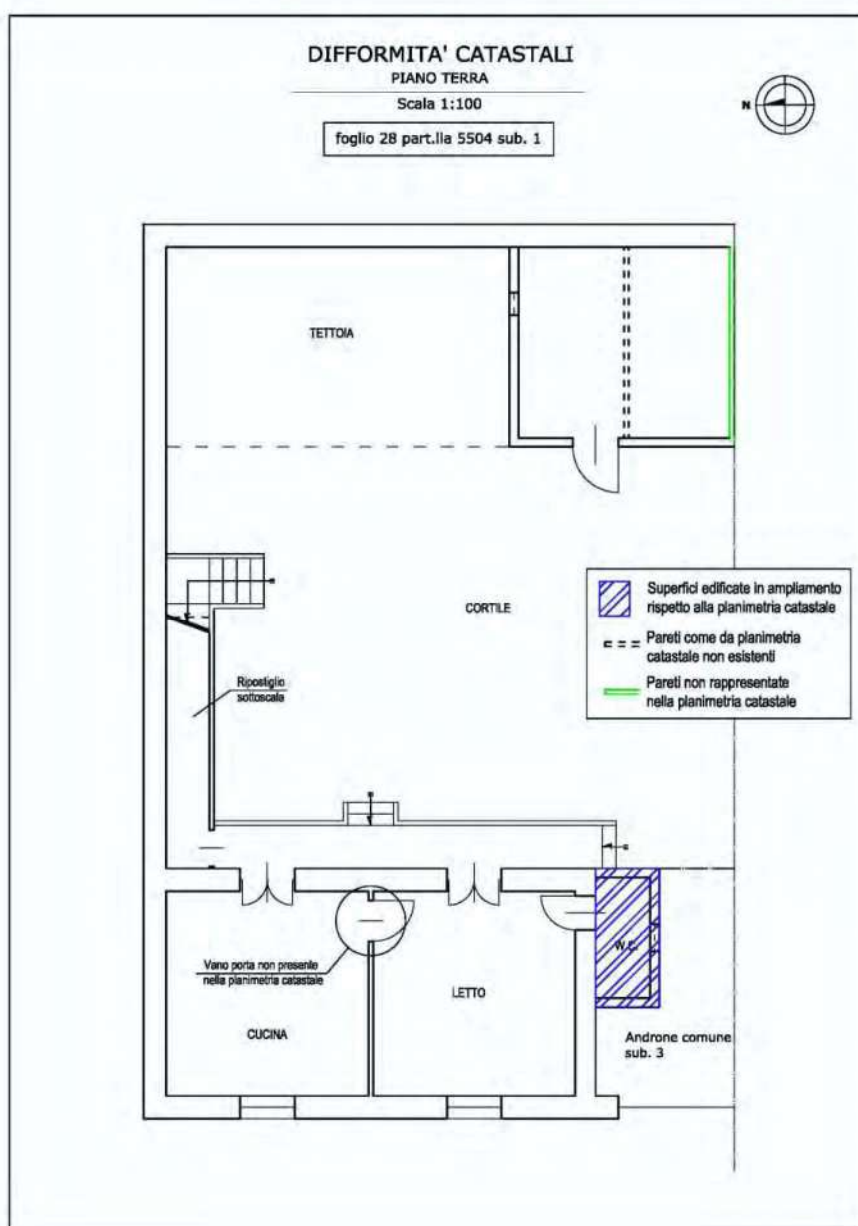 DIFFORMITA' CATASTALI
PIANO TERRA
Scala 1:100
foglio 28 part.lla 5504 sub. 1
N
TETTOIA
CORTILE
Superfici edificate in ampliamento
rispetto alla planimetria catastale
Pareti come da planimetria
catastale non esistenti
Pareti non rappresentate
nella planimetria catastale
Ripostiglio
sottoscala
Vano porta non presente
nella planimetria catastale
CUCINA
LETTO
W.C.
Androne comune
sub. 3